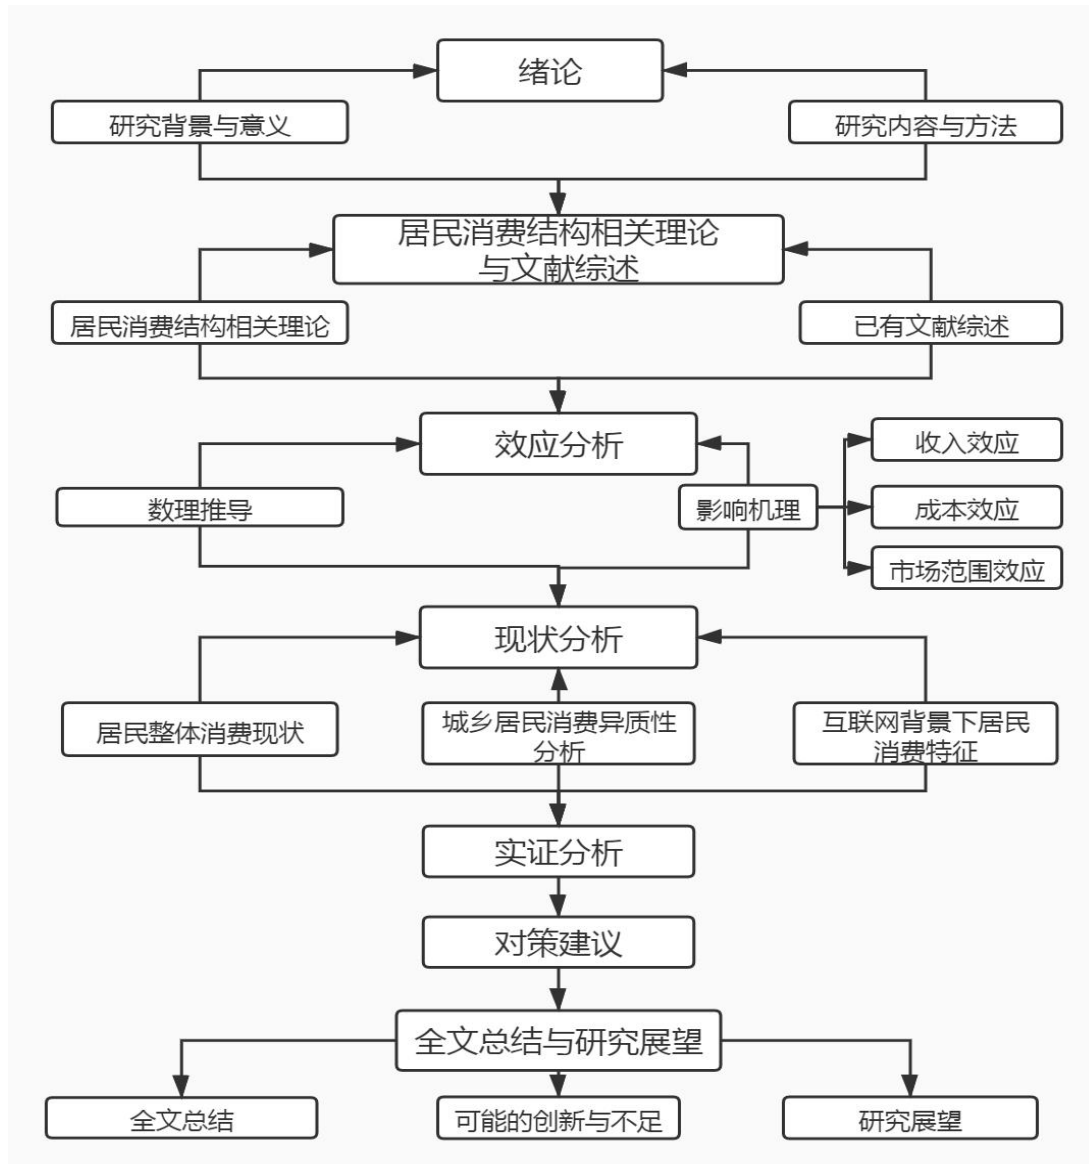 绪论
研究背景与意义
研究内容与方法
居民消费结构相关理论
与文献综述
居民消费结构相关理论
已有文献综述
效应分析
收入效应
数理推导
影响机理
成本效应
市场范围效应
现状分析
居民整体消费现状
城乡居民消费异质性
分析
互联网背景下居民
消费特征
实证分析
对策建议
全文总结与研究展望
全文总结
可能的创新与不足
研究展望